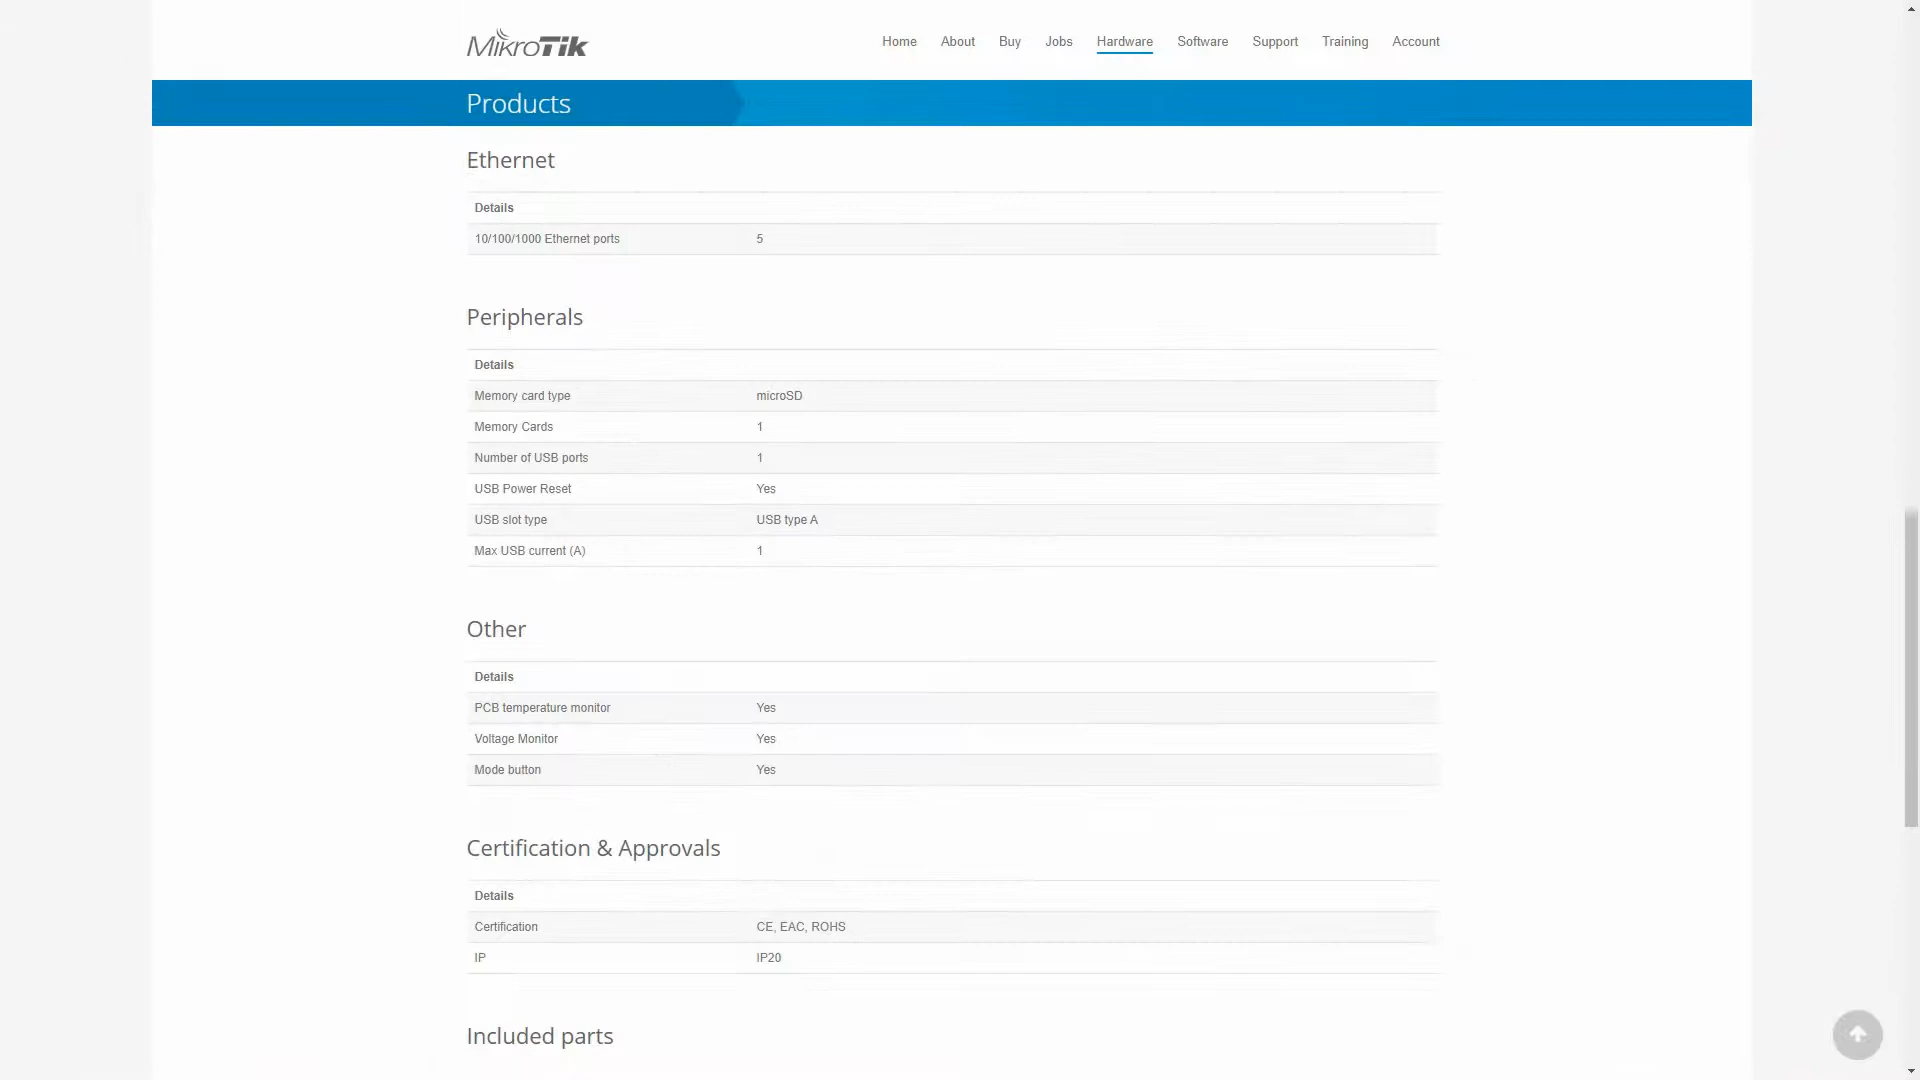 MikroTik
Home About Buy Jobs Hardware Software Support Training Account
Products
Ethernet
Details
10/100/1000 Ethernet ports 5
Peripherals
Details
Memory card type microSD
Memory Cards 1
Number of USB ports 1
USB Power Reset Yes
USB slot type USB type A
Max USB current (A) 1
Other
Details
PCB temperature monitor Yes
Voltage Monitor Yes
Mode button Yes
Certification & Approvals
Details
Certification CE, EAC, ROHS
IP IP20
Included parts